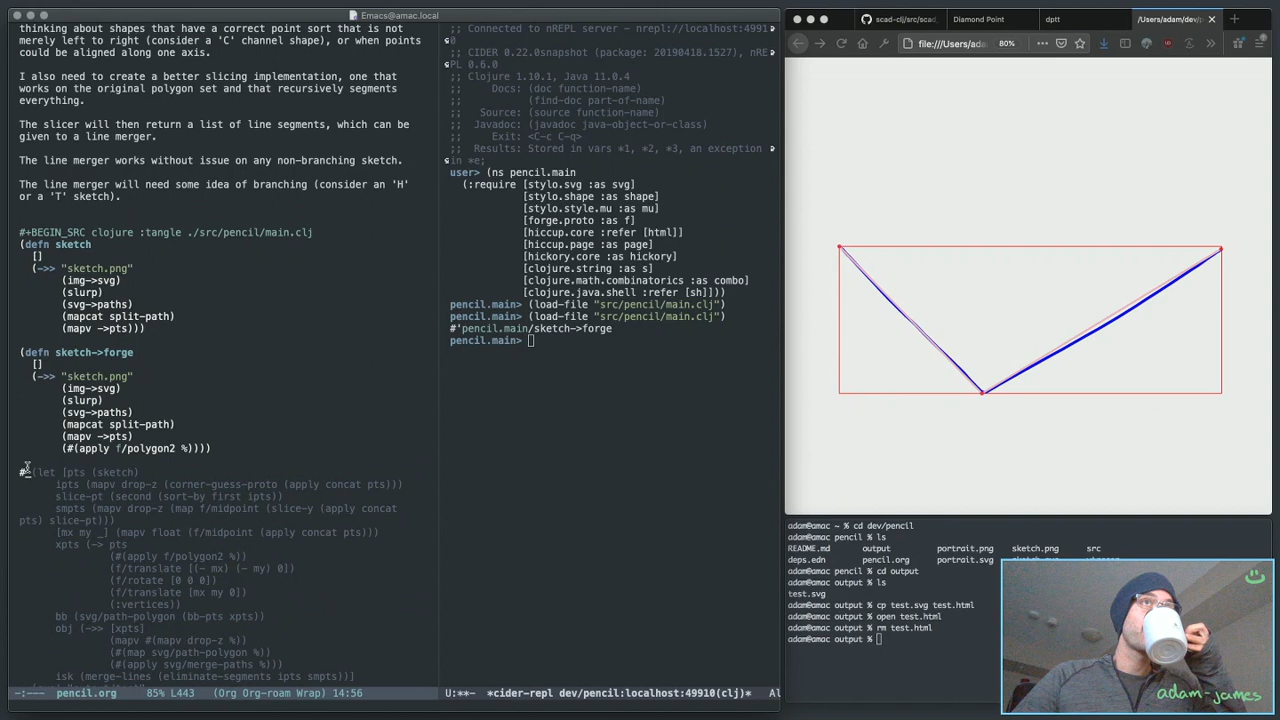 Emacs@amac.local
thinking about shapes that have a correct point sort that is not
merely left to right (consider a 'C' channel shape), or when points
could be aligned along one axis.
I also need to create a better slicing implementation, one that
works on the original polygon set and that recursively segments
everything.
The slicer will then return a list of line segments, which can be
given to a line merger.
The line merger works without issue on any non-branching sketch.
The line merger will need some idea of branching (consider an 'H'
or a 'T' sketch).
#+BEGIN_SRC clojure :tangle ./src/pencil/main.clj
(defn sketch
[]
(->> "sketch.png"
(img->svg)
(slurp)
(svg->paths)
(mapcat split-path)
(mapv ->pts)))
(defn sketch->forge
[]
(->> "sketch.png"
(img->svg)
(slurp)
(svg->paths)
(mapcat split-path)
(mapv ->pts)
(#(apply f/polygon2 %))))
(let [pts (sketch)
ipts (mapv drop-z (corner-guess-proto (apply concat pts)))
slice-pt (second (sort-by first ipts))
smpts (mapv drop-z (map f/midpoint (slice-y (apply concat
pts) slice-pt)))
[mx my _] (mapv float (f/midpoint (apply concat pts)))
xpts (-> pts
(#(apply f/polygon2 %))
(f/translate [(- mx) (- my) 0])
(f/rotate [0 0 0])
(f/translate [mx my 0])
(:vertices))
bb (svg/path-polygon (bb-pts xpts))
obj (->> [xpts]
(mapv #(mapv drop-z %))
(#(map svg/path-polygon %))
(#(apply svg/merge-paths %)))
isk (merge-lines (eliminate-segments ipts smpts))]
-:--- pencil.org 85% L443 (Org Org-roam Wrap) 14:56
;; Connected to nREPL server - nrepl://localhost:4991
0
;; CIDER 0.22.0snapshot (package: 20190418.1527), nRE
PL 0.6.0
;; Clojure 1.10.1, Java 11.0.4
;; Docs: (doc function-name)
;; (find-doc part-of-name)
;; Source: (source function-name)
;; Javadoc: (javadoc java-object-or-class)
;; Exit: <C-c C-q>
;; Results: Stored in vars *1, *2, *3, an exception
in *e;
user> (ns pencil.main
(:require [stylo.svg :as svg]
[stylo.shape :as shape]
[stylo.style.mu :as mu]
[forge.proto :as f]
[hiccup.core :refer [html]]
[hiccup.page :as page]
[hickory.core :as hickory]
[clojure.string :as s]
[clojure.math.combinatorics :as combo]
[clojure.java.shell :refer [sh]]))
pencil.main> (load-file "src/pencil/main.clj")
pencil.main> (load-file "src/pencil/main.clj")
#'pencil.main/sketch->forge
pencil.main>
U:**- *cider-repl dev/pencil:localhost:49910(clj)* Al
scad-clj/src/scad_
Diamond Point
dptt
/Users/adam/dev/p
file:///Users/ad
80%
adam@amac ~ % cd dev/pencil
adam@amac pencil % ls
README.md output portrait.png sketch.png src
deps.edn pencil.org portrait.svg
adam@amac pencil % cd output
adam@amac output % ls
test.svg
adam@amac output % cp test.svg test.html
adam@amac output % open test.html
adam@amac output % rm test.html
adam@amac output %
adam-james